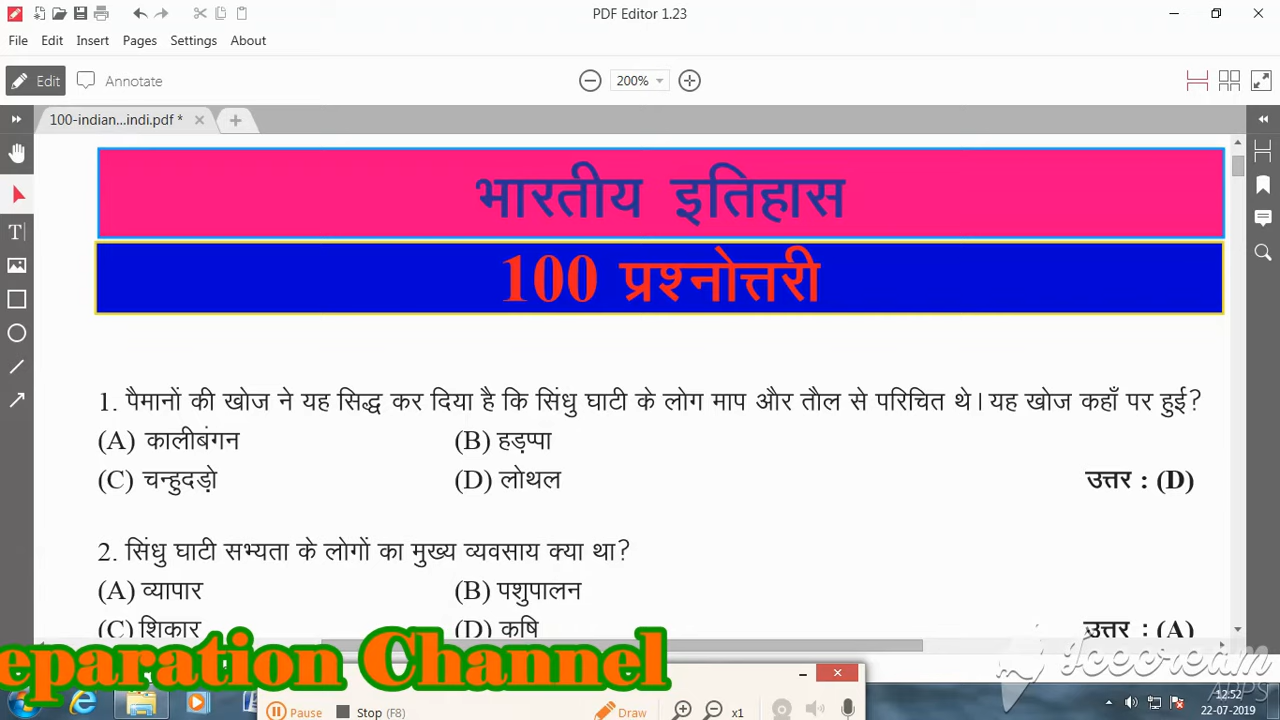 PDF Editor 1.23
File Edit Insert Pages Settings About
Edit Annotate 200%
100-indian...indi.pdf *
भारतीय इतिहास
100 प्रश्नोत्तरी
1. पैमानों की खोज ने यह सिद्ध कर दिया है कि सिंधु घाटी के लोग माप और तौल से परिचित थे। यह खोज कहाँ पर हुई?
(A) कालीबंगन (B) हड़प्पा
(C) चन्हुदड़ो (D) लोथल उत्तर : (D)
2. सिंधु घाटी सभ्यता के लोगों का मुख्य व्यवसाय क्या था?
(A) व्यापार (B) पशुपालन
(C) शिकार (D) कृषि उत्तर : (A)
eparation Channel
Icecream
APPS
Pause Stop (F8) Draw x1
12:52
22-07-2019